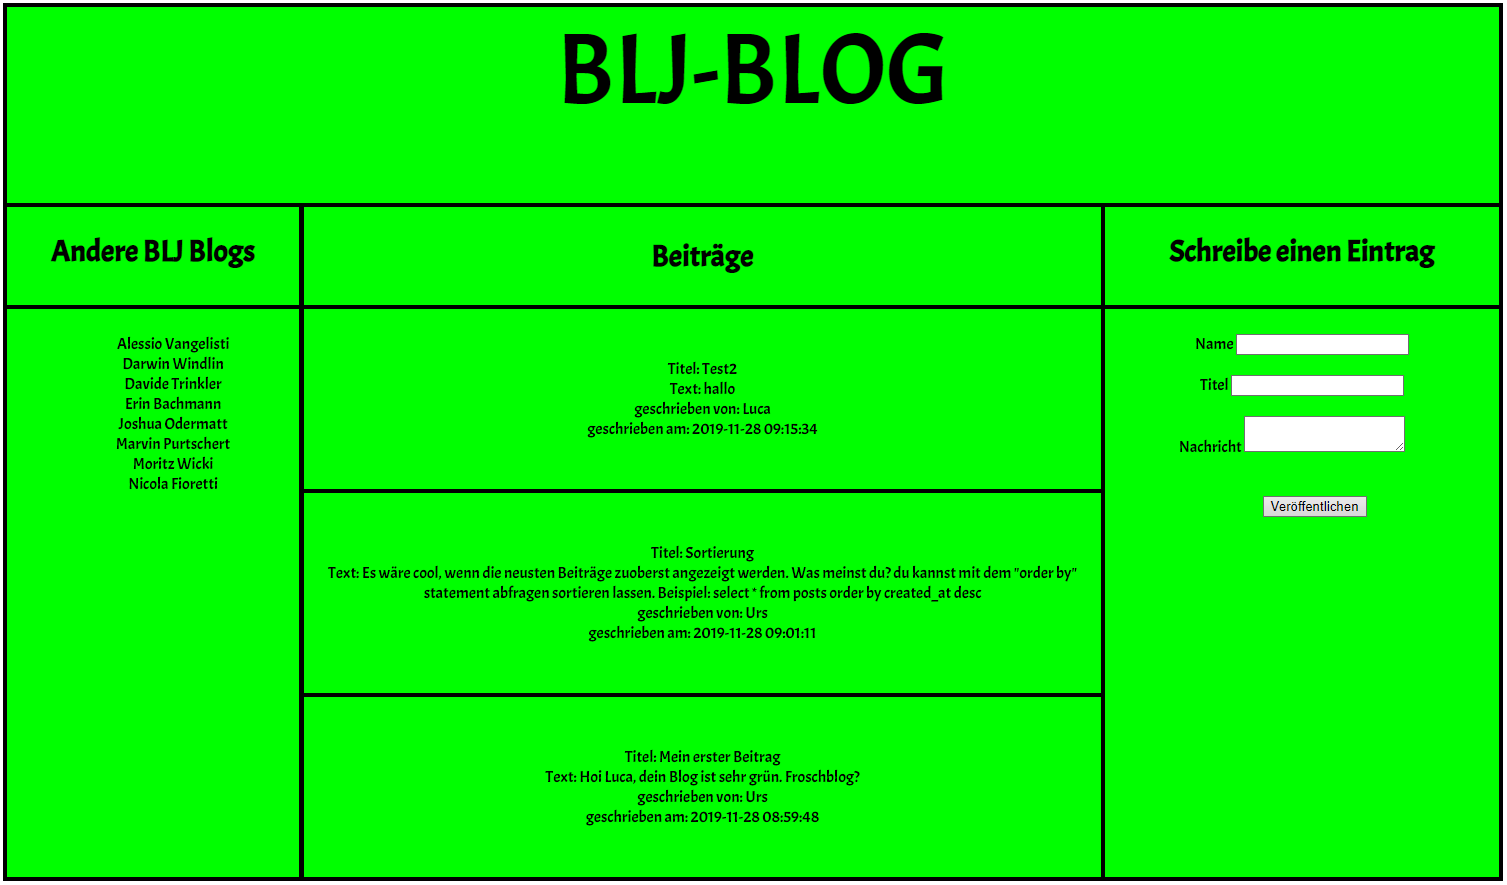 BLJ-BLOG
Andere BLJ Blogs
Beiträge
Schreibe einen Eintrag
Alessio Vangelisti
Darwin Windlin
Davide Trinkler
Erin Bachmann
Joshua Odermatt
Marvin Purtschert
Moritz Wicki
Nicola Fioretti
Titel: Test2
Text: hallo
geschrieben von: Luca
geschrieben am: 2019-11-28 09:15:34
Titel: Sortierung
Text: Es wäre cool, wenn die neusten Beiträge zuoberst angezeigt werden. Was meinst du? du kannst mit dem "order by"
statement abfragen sortieren lassen. Beispiel: select * from posts order by created_at desc
geschrieben von: Urs
geschrieben am: 2019-11-28 09:01:11
Titel: Mein erster Beitrag
Text: Hoi Luca, dein Blog ist sehr grün. Froschblog?
geschrieben von: Urs
geschrieben am: 2019-11-28 08:59:48
Name
Titel
Nachricht
Veröffentlichen